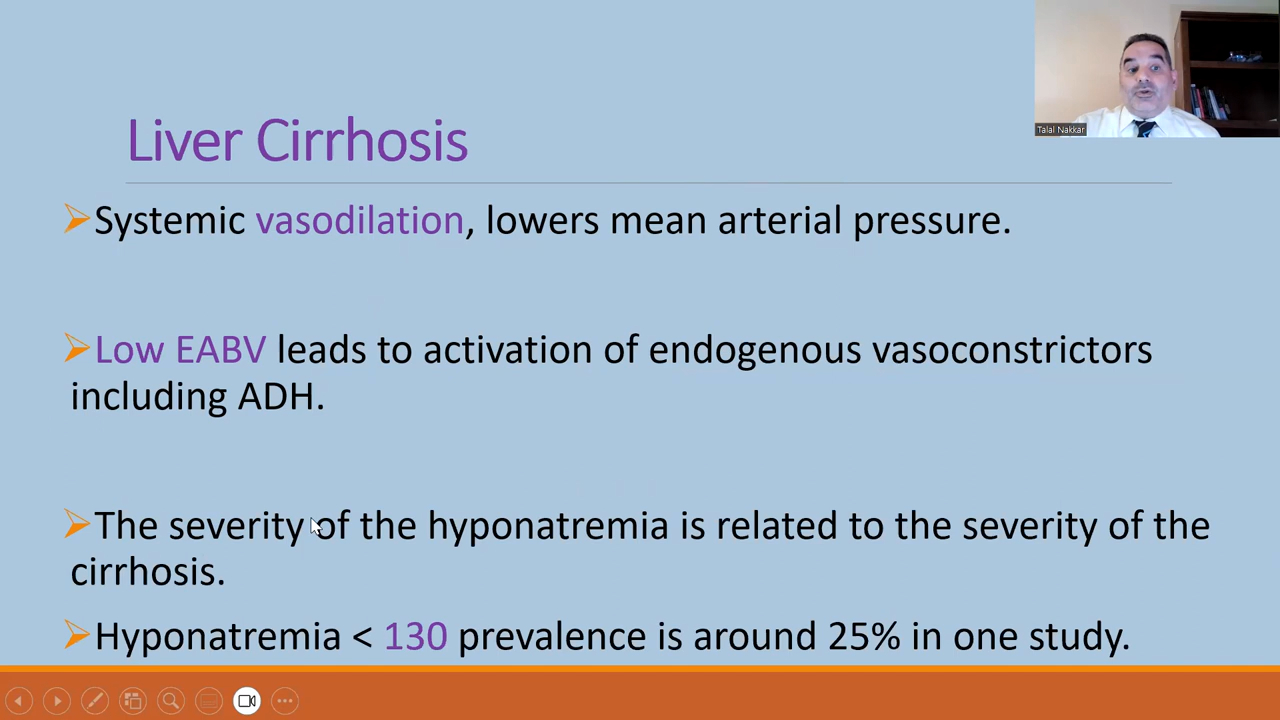 Talal Nakkar
Liver Cirrhosis
Systemic vasodilation, lowers mean arterial pressure.
Low EABV leads to activation of endogenous vasoconstrictors
including ADH.
The severity of the hyponatremia is related to the severity of the
cirrhosis.
Hyponatremia < 130 prevalence is around 25% in one study.